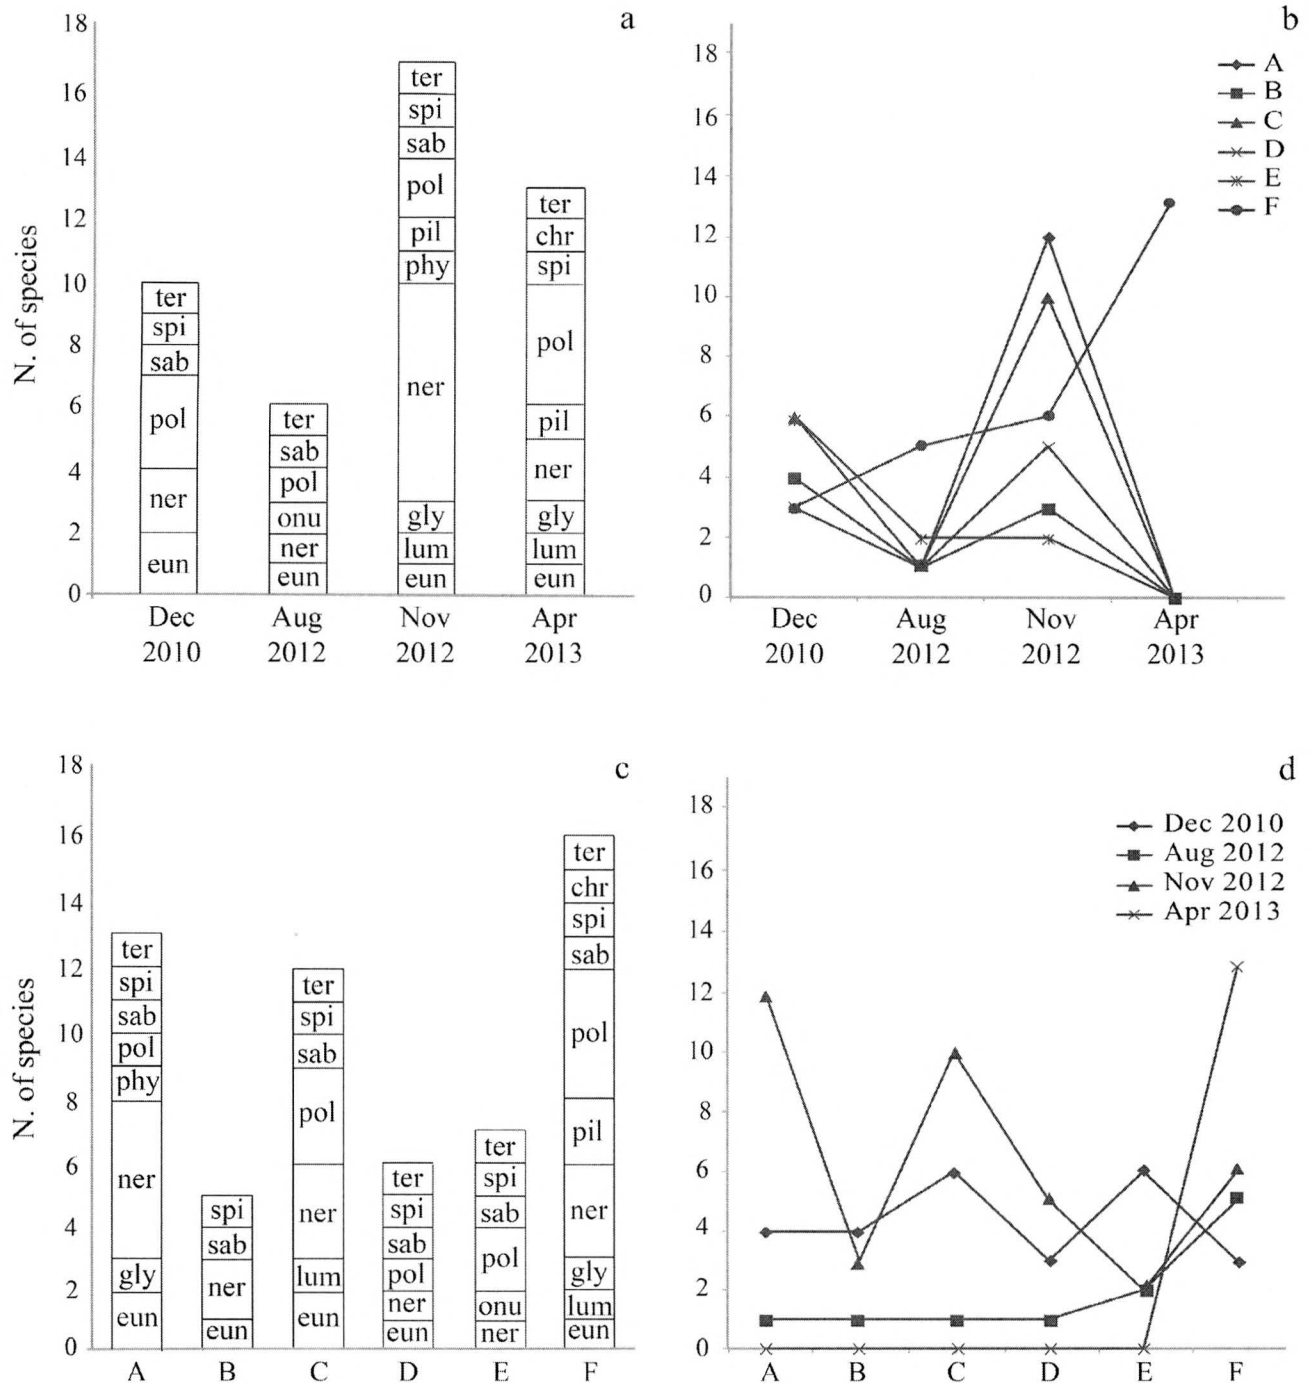 a
18
16
14
12
10
8
6
4
2
0
N. of species
ter
spi
sab
pol
ner
eun
ter
sab
pol
onu
ner
eun
ter
spi
sab
pol
pil
phy
ner
gly
lum
eun
ter
chr
spi
pol
pil
ner
gly
lum
eun
Dec Aug Nov Apr
2010 2012 2012 2013
b
18
16
14
12
10
8
6
4
2
0
A
B
C
D
E
F
Dec Aug Nov Apr
2010 2012 2012 2013
c
18
16
14
12
10
8
6
4
2
0
N. of species
ter
spi
sab
pol
phy
ner
gly
eun
spi
sab
ner
eun
ter
spi
sab
pol
ner
lum
eun
ter
spi
sab
pol
ner
eun
ter
spi
sab
pol
onu
ner
ter
chr
spi
sab
pol
pil
ner
gly
lum
eun
A B C D E F
d
18
16
14
12
10
8
6
4
2
0
Dec 2010
Aug 2012
Nov 2012
Apr 2013
A B C D E F